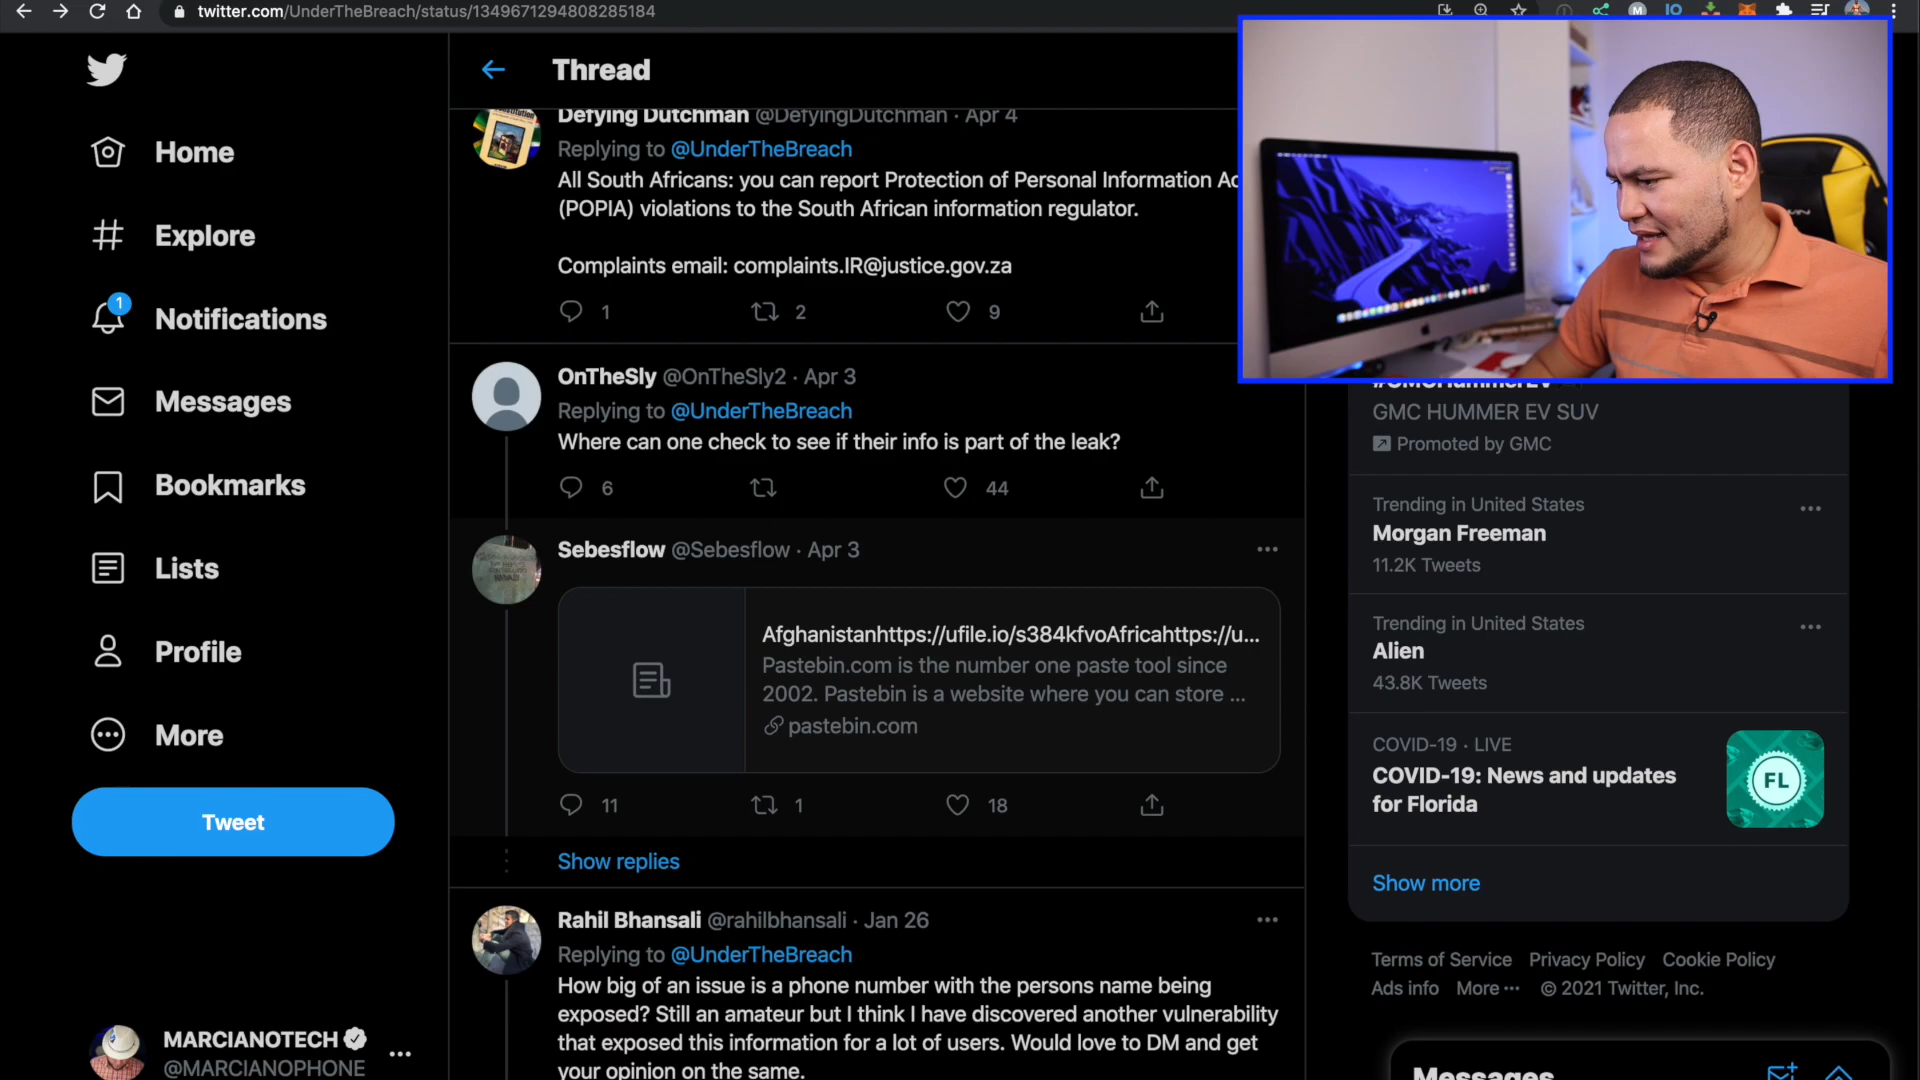 twitter.com/UnderTheBreach/status/1349671294808285184
Home
Explore
1
Notifications
Messages
Bookmarks
Lists
Profile
More
Tweet
MARCIANOTECH
@MARCIANOPHONE
Thread
Defying Dutchman @DefyingDutchman · Apr 4
Replying to @UnderTheBreach
All South Africans: you can report Protection of Personal Information Ac
(POPIA) violations to the South African information regulator.
Complaints email: complaints.IR@justice.gov.za
1 2 9
OnTheSly @OnTheSly2 · Apr 3
Replying to @UnderTheBreach
Where can one check to see if their info is part of the leak?
6 44
Sebesflow @Sebesflow · Apr 3
Afghanistanhttps://ufile.io/s384kfvoAfricahttps://u...
Pastebin.com is the number one paste tool since
2002. Pastebin is a website where you can store ...
pastebin.com
11 1 18
Show replies
Rahil Bhansali @rahilbhansali · Jan 26
Replying to @UnderTheBreach
How big of an issue is a phone number with the persons name being
exposed? Still an amateur but I think I have discovered another vulnerability
that exposed this information for a lot of users. Would love to DM and get
your opinion on the same.
#GMCHummerEV
GMC HUMMER EV SUV
Promoted by GMC
Trending in United States
Morgan Freeman
11.2K Tweets
Trending in United States
Alien
43.8K Tweets
COVID-19 · LIVE
COVID-19: News and updates
for Florida
FL
Show more
Terms of Service Privacy Policy Cookie Policy
Ads info More ··· © 2021 Twitter, Inc.
Messages